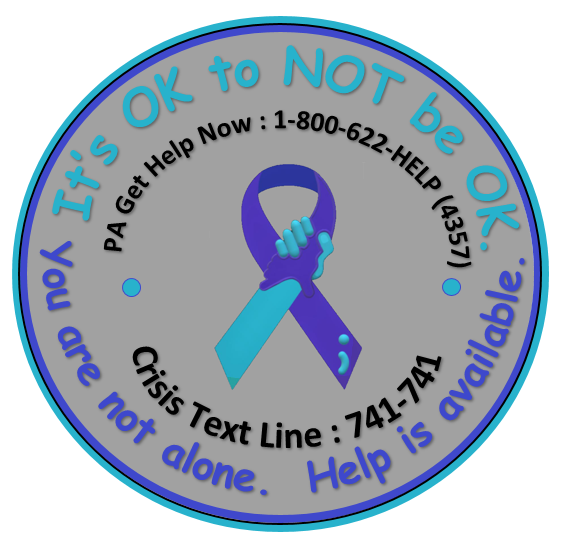 It's OK to NOT be OK.
PA Get Help Now : 1-800-622-HELP (4357)
;
Crisis Text Line : 741-741
You are not alone. Help is available.